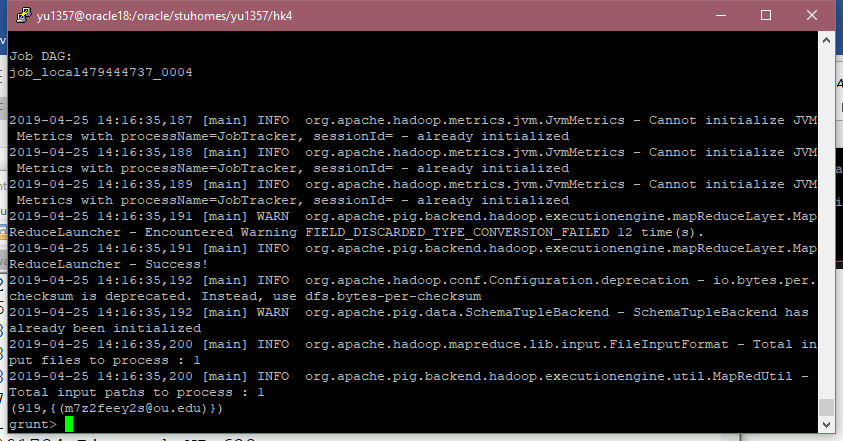 yu1357@oracle18:/oracle/stuhomes/yu1357/hk4
Job DAG:
job_local479444737_0004
2019-04-25 14:16:35,187 [main] INFO  org.apache.hadoop.metrics.jvm.JvmMetrics - Cannot initialize JVM
 Metrics with processName=JobTracker, sessionId= - already initialized
2019-04-25 14:16:35,188 [main] INFO  org.apache.hadoop.metrics.jvm.JvmMetrics - Cannot initialize JVM
 Metrics with processName=JobTracker, sessionId= - already initialized
2019-04-25 14:16:35,189 [main] INFO  org.apache.hadoop.metrics.jvm.JvmMetrics - Cannot initialize JVM
 Metrics with processName=JobTracker, sessionId= - already initialized
2019-04-25 14:16:35,191 [main] WARN  org.apache.pig.backend.hadoop.executionengine.mapReduceLayer.Map
ReduceLauncher - Encountered Warning FIELD_DISCARDED_TYPE_CONVERSION_FAILED 12 time(s).
2019-04-25 14:16:35,191 [main] INFO  org.apache.pig.backend.hadoop.executionengine.mapReduceLayer.Map
ReduceLauncher - Success!
2019-04-25 14:16:35,192 [main] INFO  org.apache.hadoop.conf.Configuration.deprecation - io.bytes.per.
checksum is deprecated. Instead, use dfs.bytes-per-checksum
2019-04-25 14:16:35,192 [main] WARN  org.apache.pig.data.SchemaTupleBackend - SchemaTupleBackend has 
already been initialized
2019-04-25 14:16:35,200 [main] INFO  org.apache.hadoop.mapreduce.lib.input.FileInputFormat - Total in
put files to process : 1
2019-04-25 14:16:35,200 [main] INFO  org.apache.pig.backend.hadoop.executionengine.util.MapRedUtil - 
Total input paths to process : 1
(919,{(m7z2feey2s@ou.edu)})
grunt>